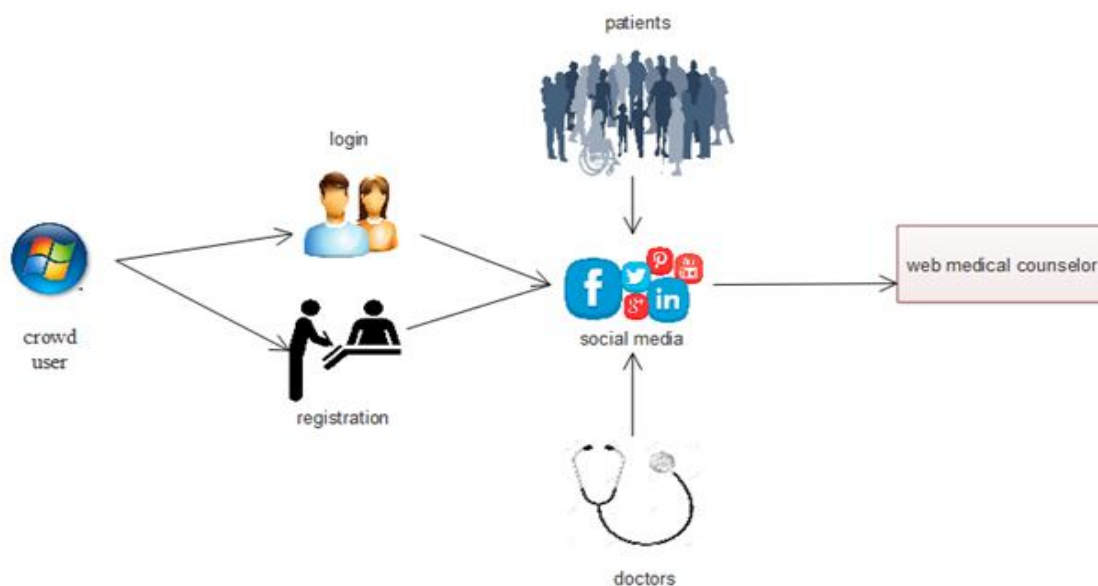 patients
login
crowd
user
registration
social media
web medical counselor
doctors